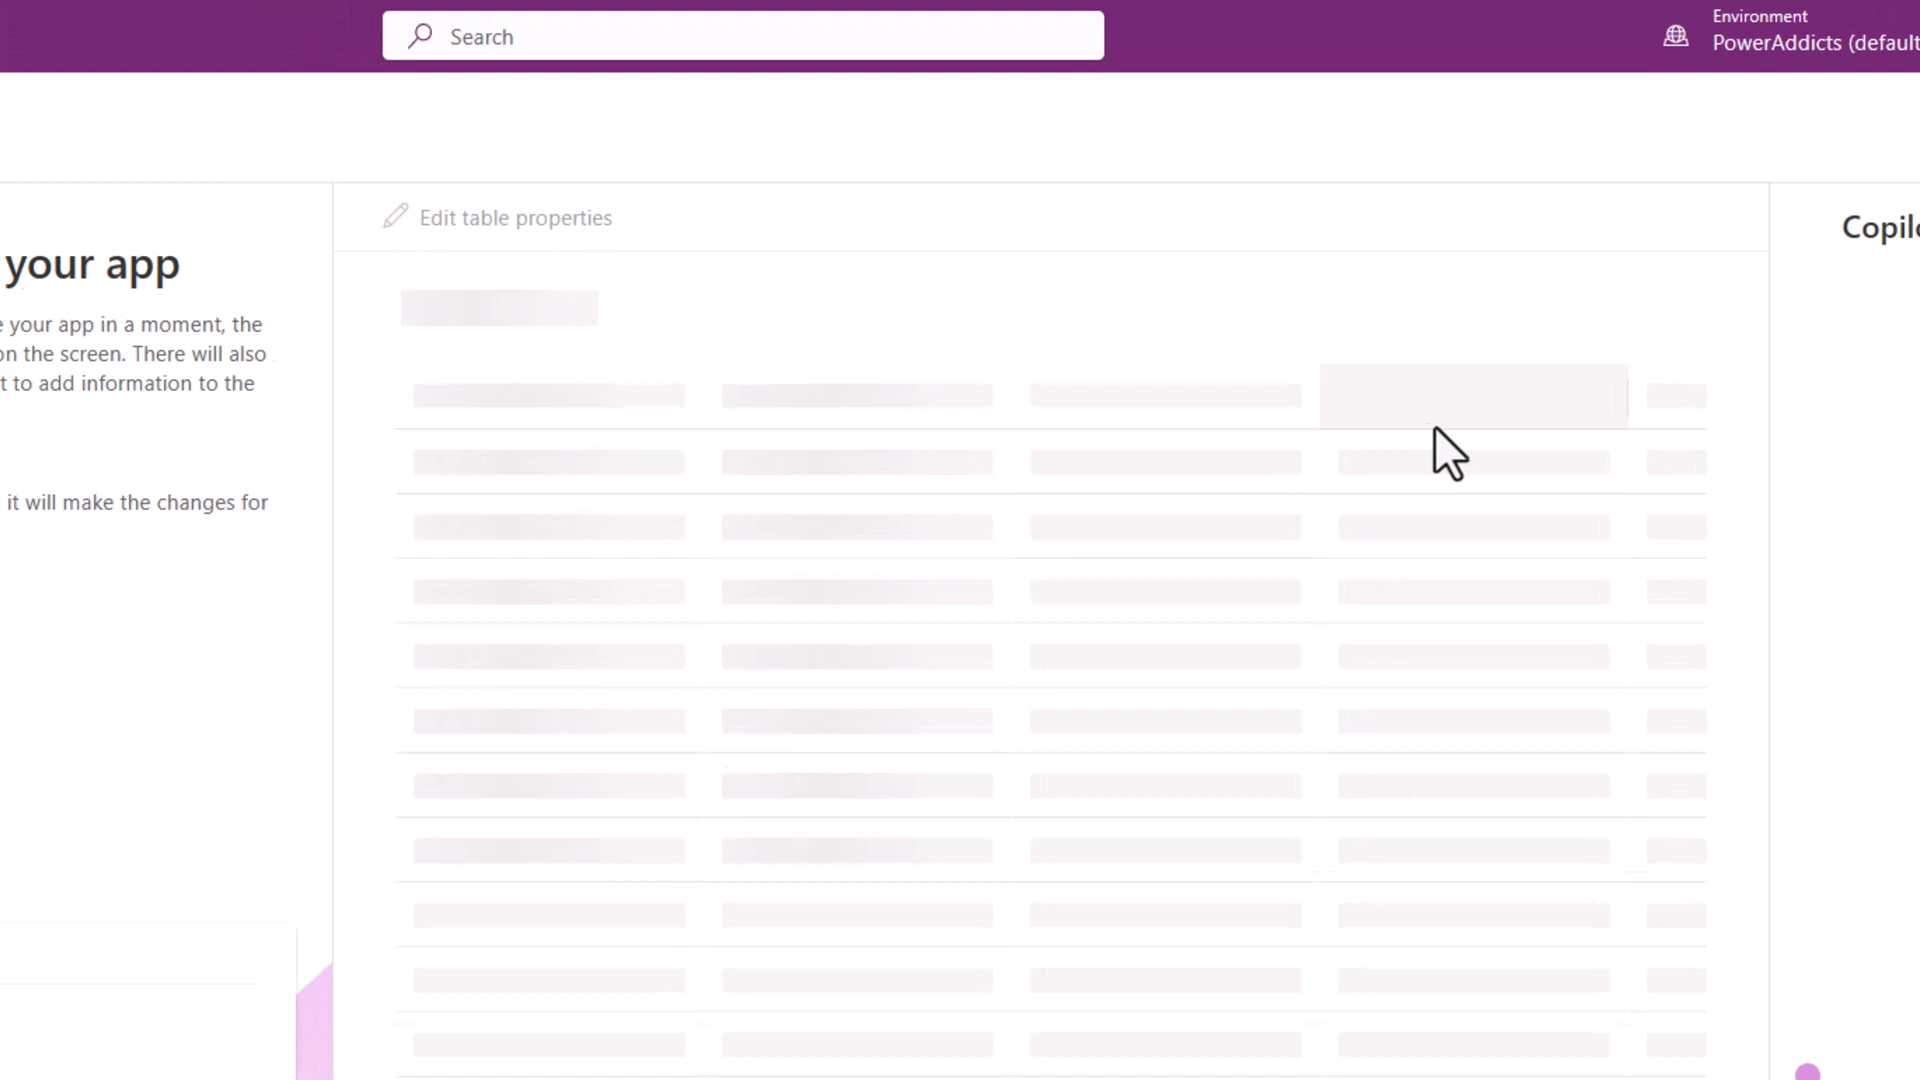 Search
Environment
PowerAddicts (default
Edit table properties
your app
e your app in a moment, the
on the screen. There will also
t to add information to the
it will make the changes for
Copilo